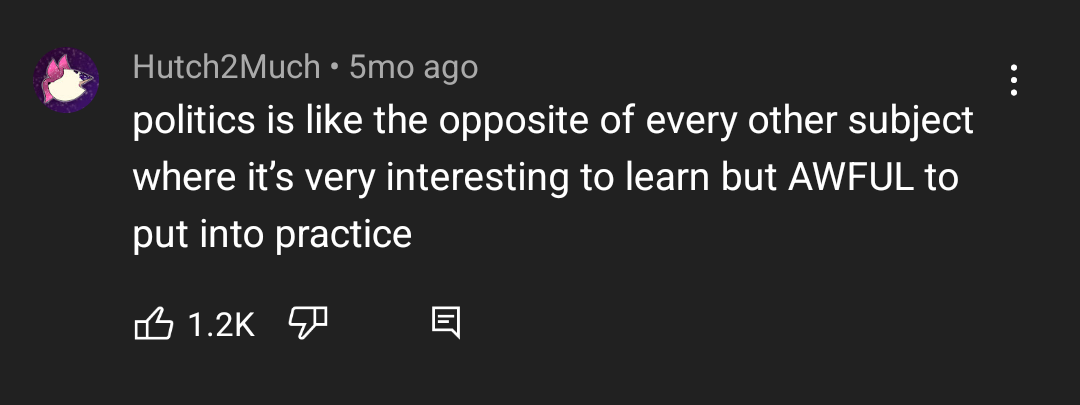 Hutch2Much • 5mo ago
politics is like the opposite of every other subject
where it’s very interesting to learn but AWFUL to
put into practice
1.2K